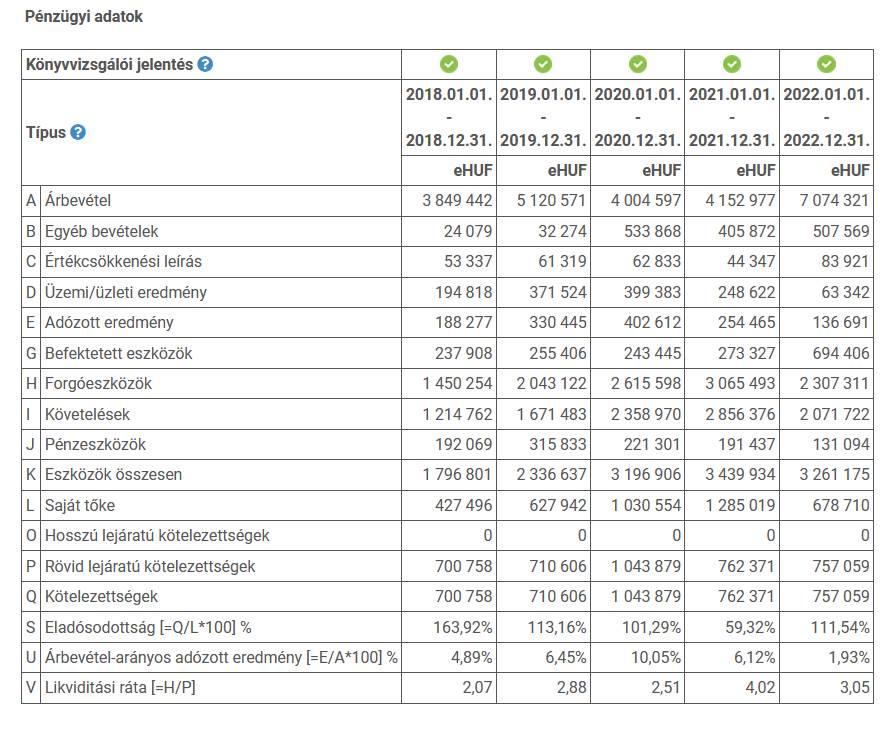 Pénzügyi adatok
Könyvvizsgálói jelentés ?
Típus ?
2018.01.01. - 2018.12.31. 2019.01.01. - 2019.12.31. 2020.01.01. - 2020.12.31. 2021.01.01. - 2021.12.31. 2022.01.01. - 2022.12.31.
eHUF eHUF eHUF eHUF eHUF
A Árbevétel 3 849 442 5 120 571 4 004 597 4 152 977 7 074 321
B Egyéb bevételek 24 079 32 274 533 868 405 872 507 569
C Értékcsökkenési leírás 53 337 61 319 62 833 44 347 83 921
D Üzemi/üzleti eredmény 194 818 371 524 399 383 248 622 63 342
E Adózott eredmény 188 277 330 445 402 612 254 465 136 691
G Befektetett eszközök 237 908 255 406 243 445 273 327 694 406
H Forgóeszközök 1 450 254 2 043 122 2 615 598 3 065 493 2 307 311
I Követelések 1 214 762 1 671 483 2 358 970 2 856 376 2 071 722
J Pénzeszközök 192 069 315 833 221 301 191 437 131 094
K Eszközök összesen 1 796 801 2 336 637 3 196 906 3 439 934 3 261 175
L Saját tőke 427 496 627 942 1 030 554 1 285 019 678 710
O Hosszú lejáratú kötelezettségek 0 0 0 0 0
P Rövid lejáratú kötelezettségek 700 758 710 606 1 043 879 762 371 757 059
Q Kötelezettségek 700 758 710 606 1 043 879 762 371 757 059
S Eladósodottság [=Q/L*100] % 163,92% 113,16% 101,29% 59,32% 111,54%
U Árbevétel-arányos adózott eredmény [=E/A*100] % 4,89% 6,45% 10,05% 6,12% 1,93%
V Likviditási ráta [=H/P] 2,07 2,88 2,51 4,02 3,05